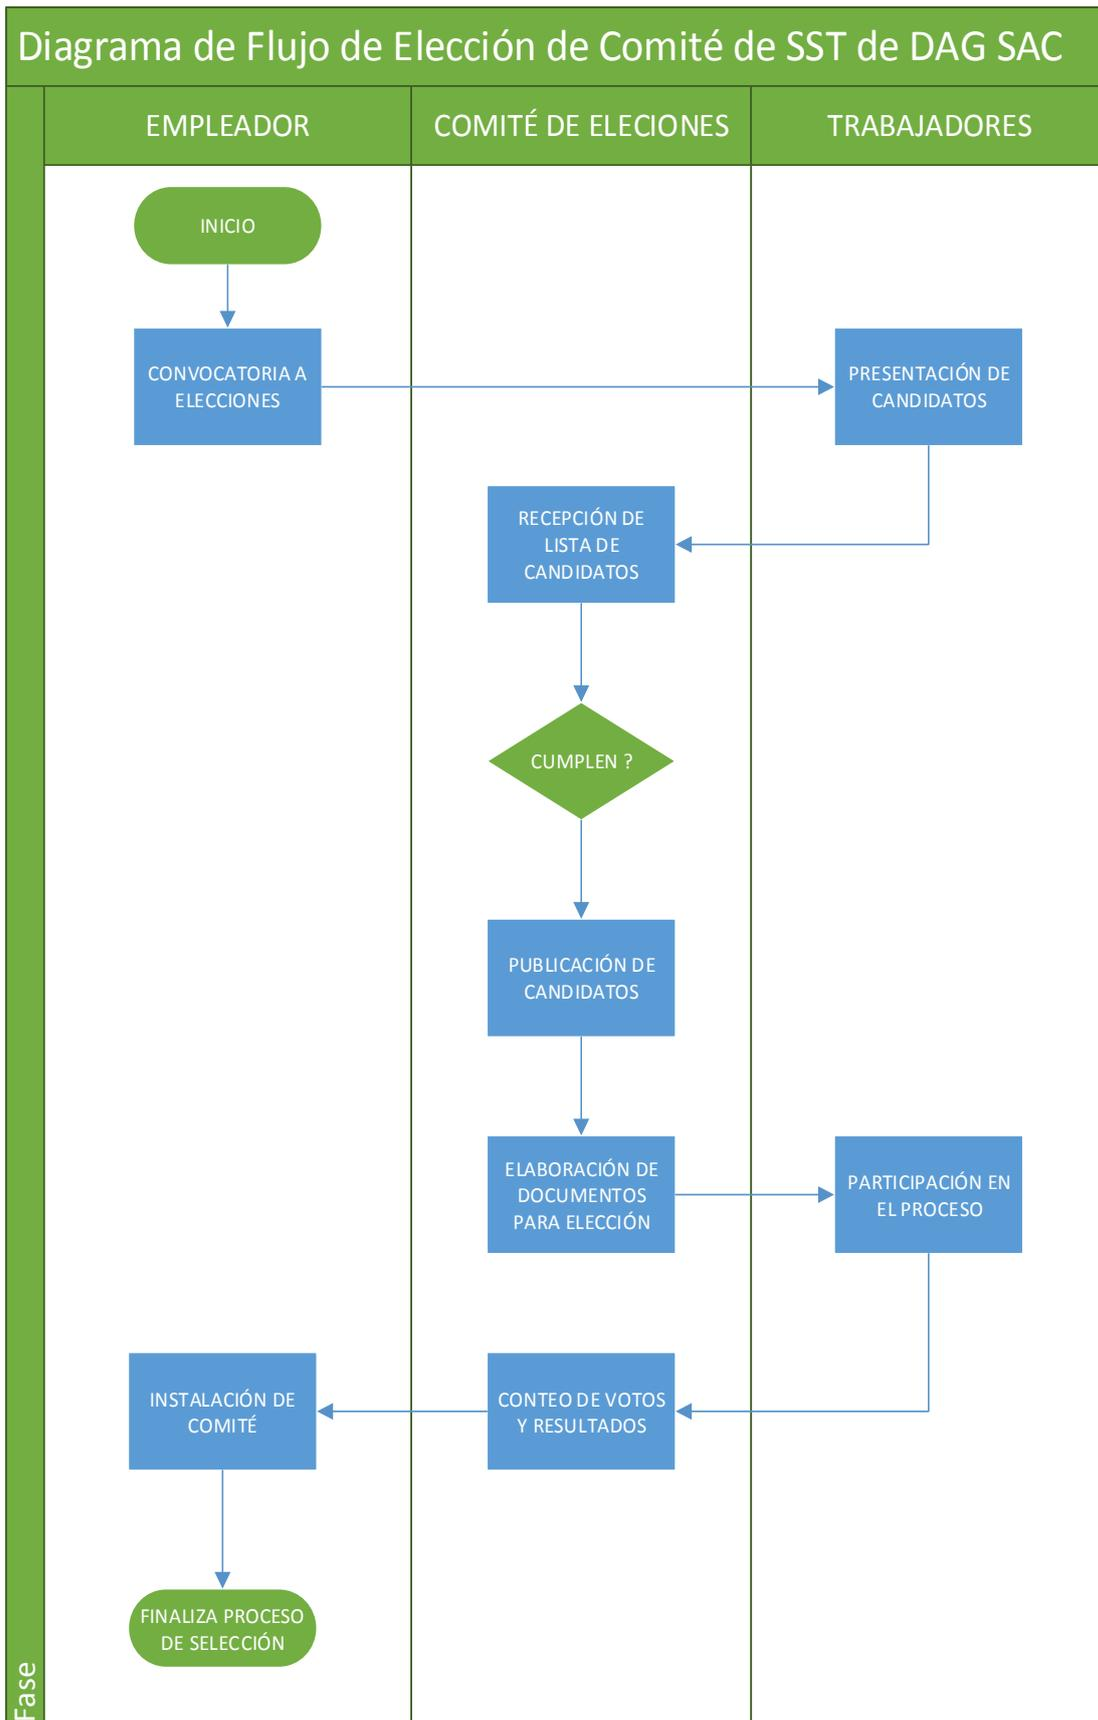 Diagrama de Flujo de Elección de Comité de SST de DAG SAC
EMPLEADOR
COMITÉ DE ELECIONES
TRABAJADORES
INICIO
CONVOCATORIA A
ELECCIONES
PRESENTACIÓN DE
CANDIDATOS
RECEPCIÓN DE
LISTA DE
CANDIDATOS
CUMPLEN ?
PUBLICACIÓN DE
CANDIDATOS
ELABORACIÓN DE
DOCUMENTOS
PARA ELECCIÓN
PARTICIPACIÓN EN
EL PROCESO
CONTEO DE VOTOS
Y RESULTADOS
INSTALACIÓN DE
COMITÉ
FINALIZA PROCESO
DE SELECCIÓN
Fase